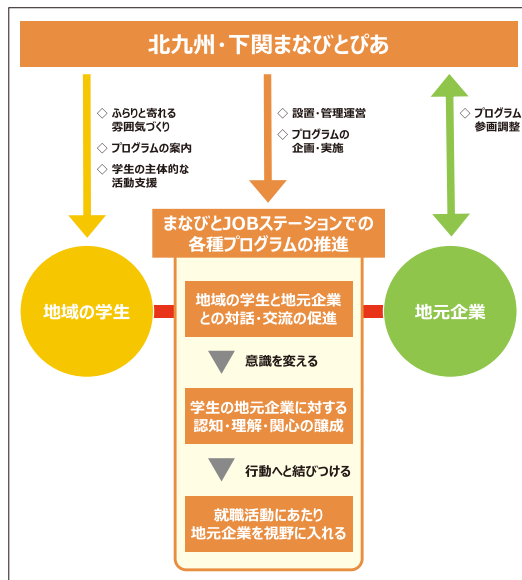 北九州・下関まなびとぴあ
◇ ふらりと寄れる
雰囲気づくり
◇ プログラムの案内
◇ 学生の主体的な
活動支援
◇ 設置・管理運営
◇ プログラムの
企画・実施
◇ プログラム
参画調整
まなびとJOBステーションでの
各種プログラムの推進
地域の学生
地域の学生と地元企業
との対話・交流の促進
地元企業
意識を変える
学生の地元企業に対する
認知・理解・関心の醸成
行動へと結びつける
就職活動にあたり
地元企業を視野に入れる